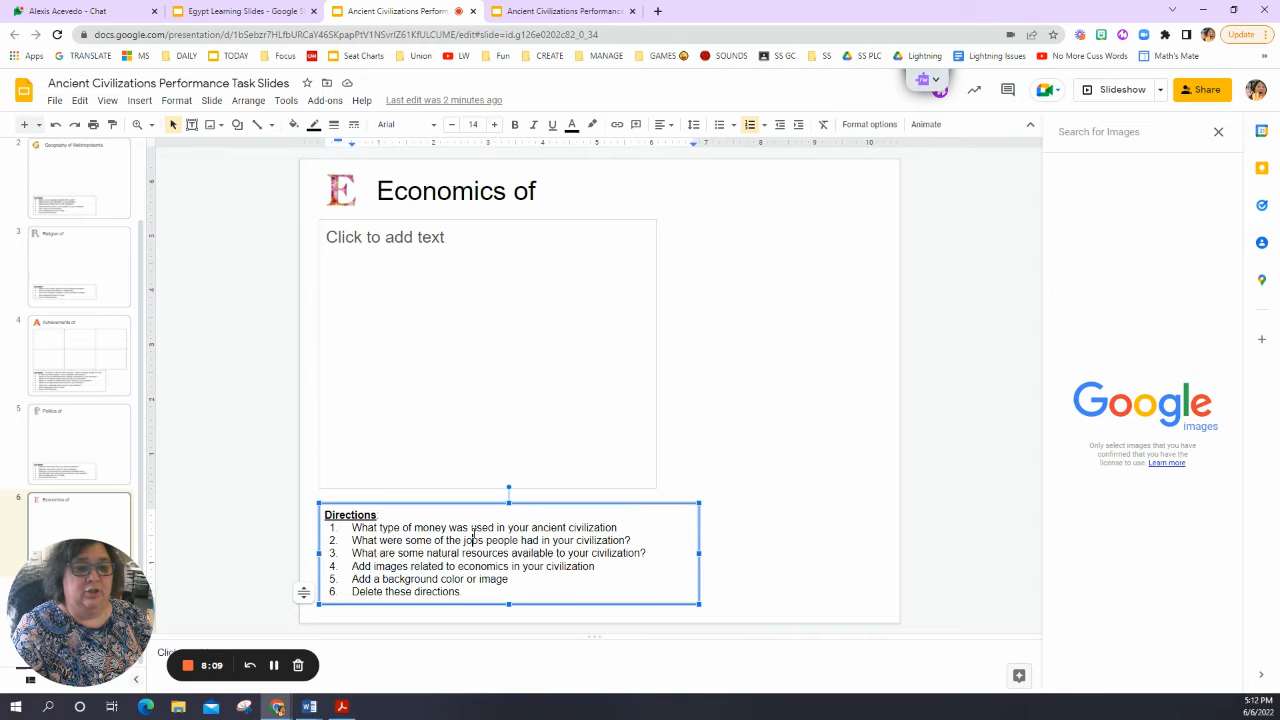 Alexis Acevedo - Chat
Egypt Learning Slides - Google S
Ancient Civilizations Perform
Ancient Civilizations Performance
docs.google.com/presentation/d/1bSebzr7HLfbURCaY46SKpapPtV1NSvrIZ61KfULCUME/edit#slide=id.g126e0162c82_0_34
Update
Apps
TRANSLATE
MS
DAILY
TODAY
Focus
CNN
Seat Charts
LW
Fun
CREATE
MANAGE
GAMES
SOUNDS
SS GC
SS
SS PLC
Lightning
Lightning Issues
No More Cuss Words
Math's Mate
Ancient Civilizations Performance Task Slides
File Edit View Insert Format Slide Arrange Tools Add-ons Help Last edit was 2 minutes ago
Slideshow
Share
Arial
14
B I U A
Format options
Animate
Search for Images
2
3
Religion of
4
Achievements of
5
Politics of
6
Economics of
E Economics of
Click to add text
Directions:
1. What type of money was used in your ancient civilization
2. What were some of the jobs people had in your civilization?
3. What are some natural resources available to your civilization?
4. Add images related to economics in your civilization
5. Add a background color or image
6. Delete these directions.
Google
images
Only select images that you have
confirmed that you have the
license to use. Learn more
8:09
5:12 PM
6/6/2022